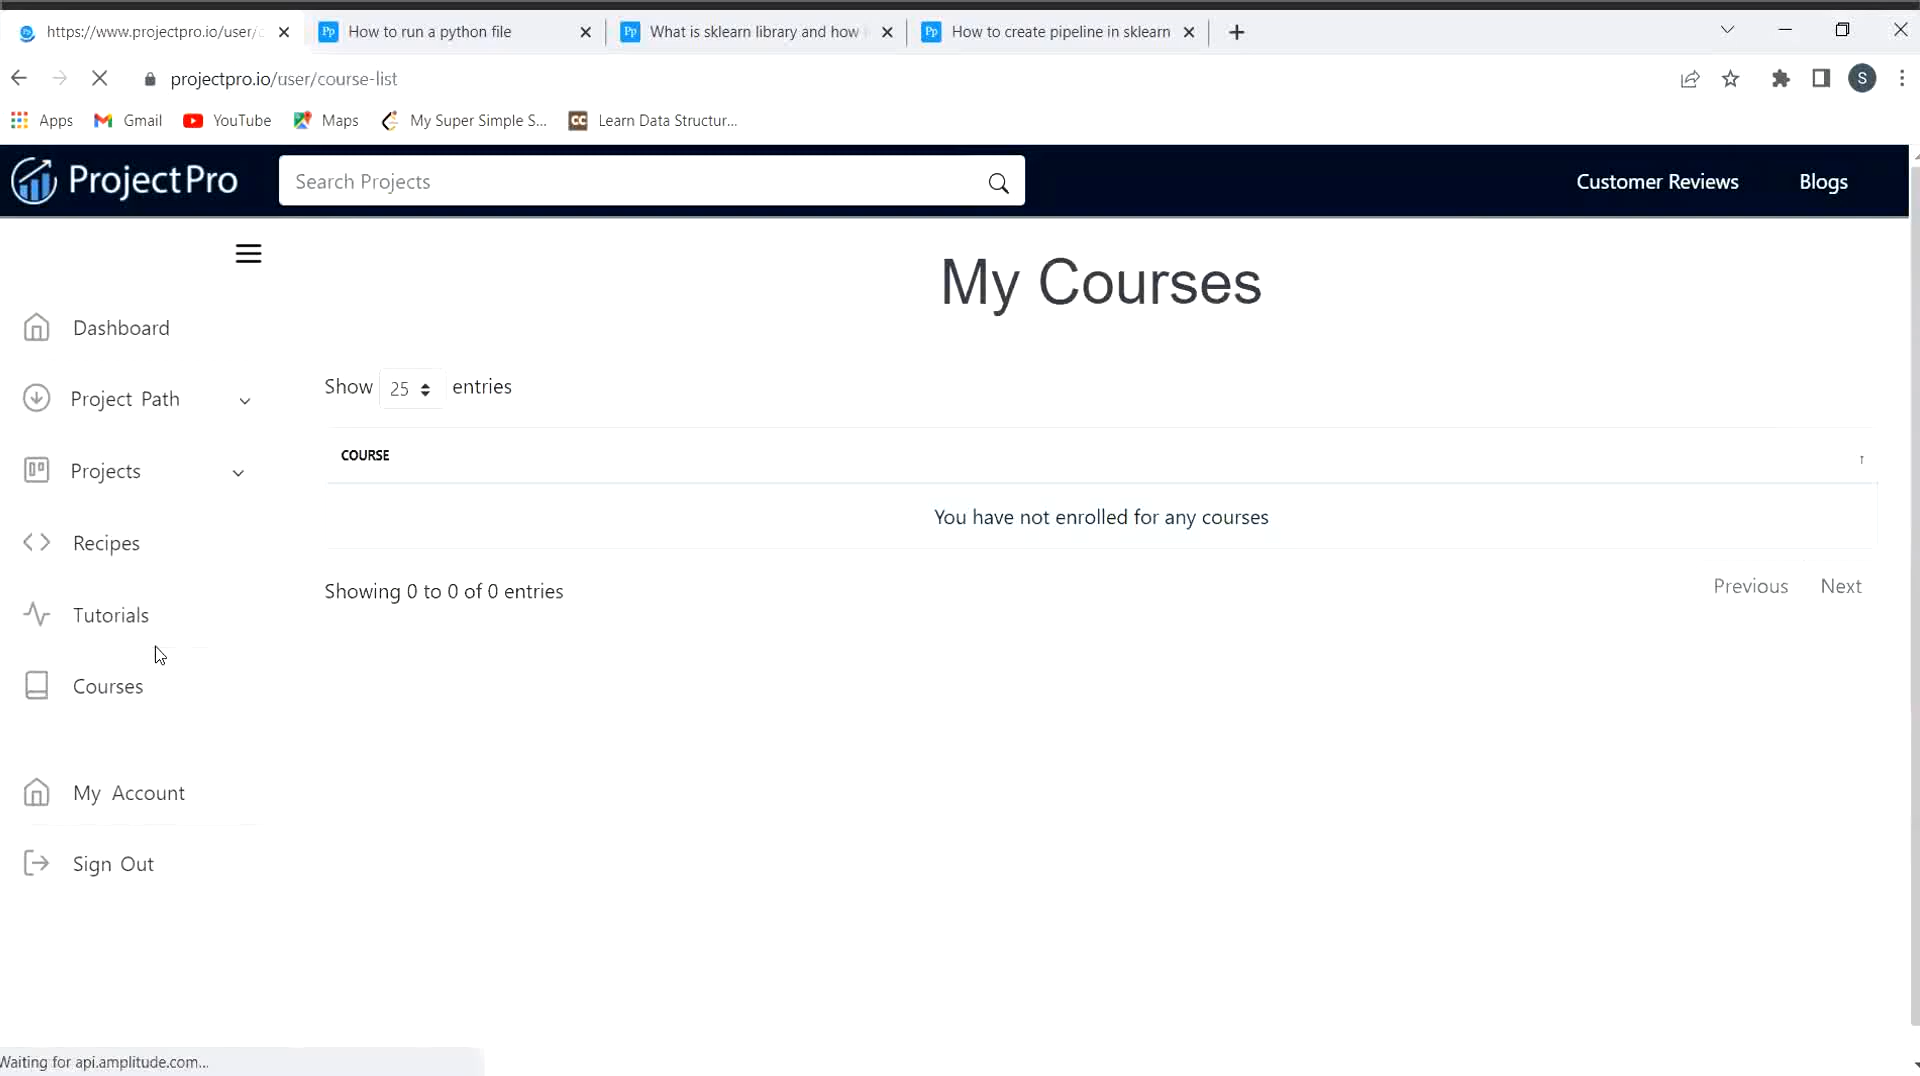 https://www.projectpro.io/user/
How to run a python file
What is sklearn library and how
How to create pipeline in sklearn
projectpro.io/user/course-list
S
Apps
Gmail
YouTube
Maps
My Super Simple S...
CC
Learn Data Structur...
ProjectPro
Search Projects
Customer Reviews
Blogs
My Courses
Dashboard
Project Path
Projects
Recipes
Tutorials
Courses
My Account
Sign Out
Show 25 entries
COURSE
You have not enrolled for any courses
Showing 0 to 0 of 0 entries
Previous
Next
Waiting for api.amplitude.com...